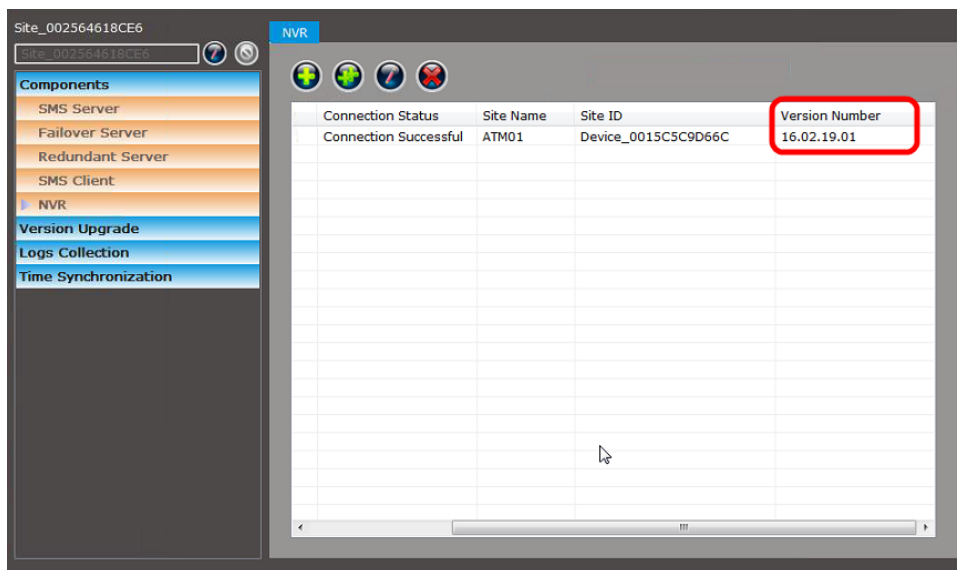 Site_002564618CE6
Site_002564618CE6
Components
SMS Server
Failover Server
Redundant Server
SMS Client
NVR
Version Upgrade
Logs Collection
Time Synchronization
NVR
Connection Status Site Name Site ID Version Number
Connection Successful ATM01 Device_0015C5C9D66C 16.02.19.01